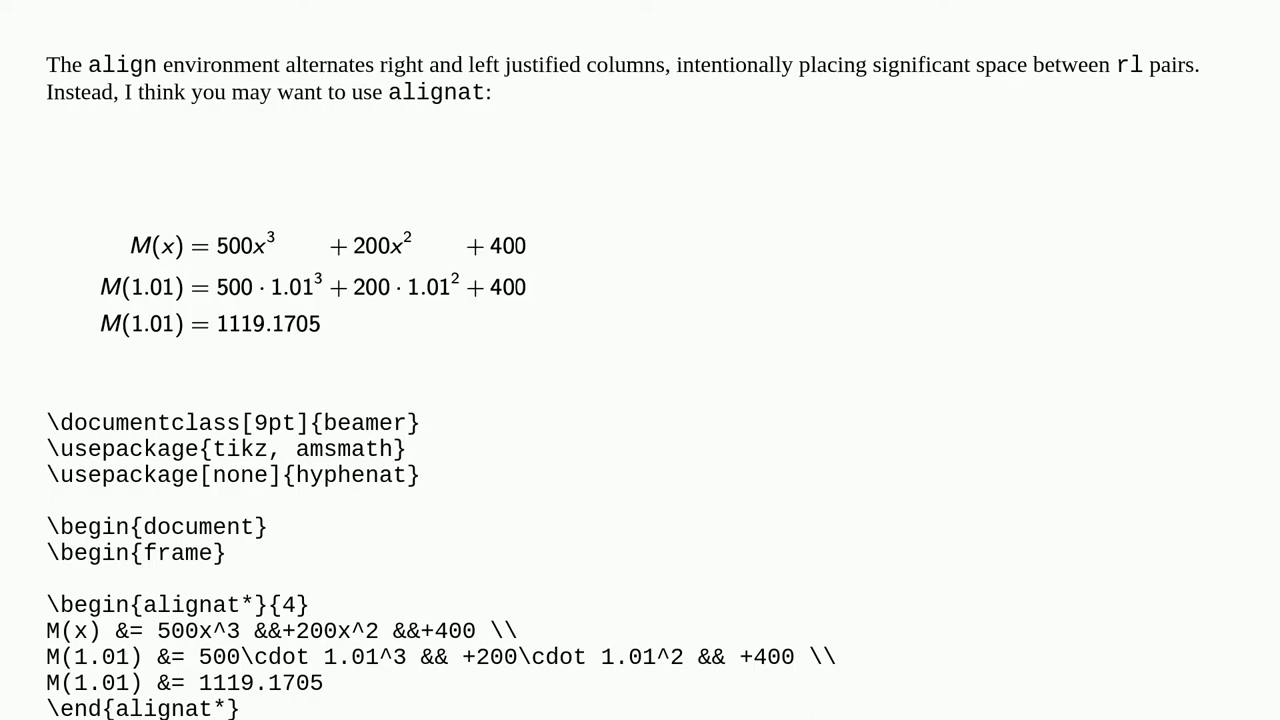 The align environment alternates right and left justified columns, intentionally placing significant space between rl pairs.
Instead, I think you may want to use alignat:
M(x) = 500x³ + 200x² + 400
M(1.01) = 500 · 1.01³ + 200 · 1.01² + 400
M(1.01) = 1119.1705
\documentclass[9pt]{beamer}
\usepackage{tikz, amsmath}
\usepackage[none]{hyphenat}
\begin{document}
\begin{frame}
\begin{alignat*}{4}
M(x) &= 500x^3 &&+200x^2 &&+400 \\
M(1.01) &= 500\cdot 1.01^3 && +200\cdot 1.01^2 && +400 \\
M(1.01) &= 1119.1705
\end{alignat*}